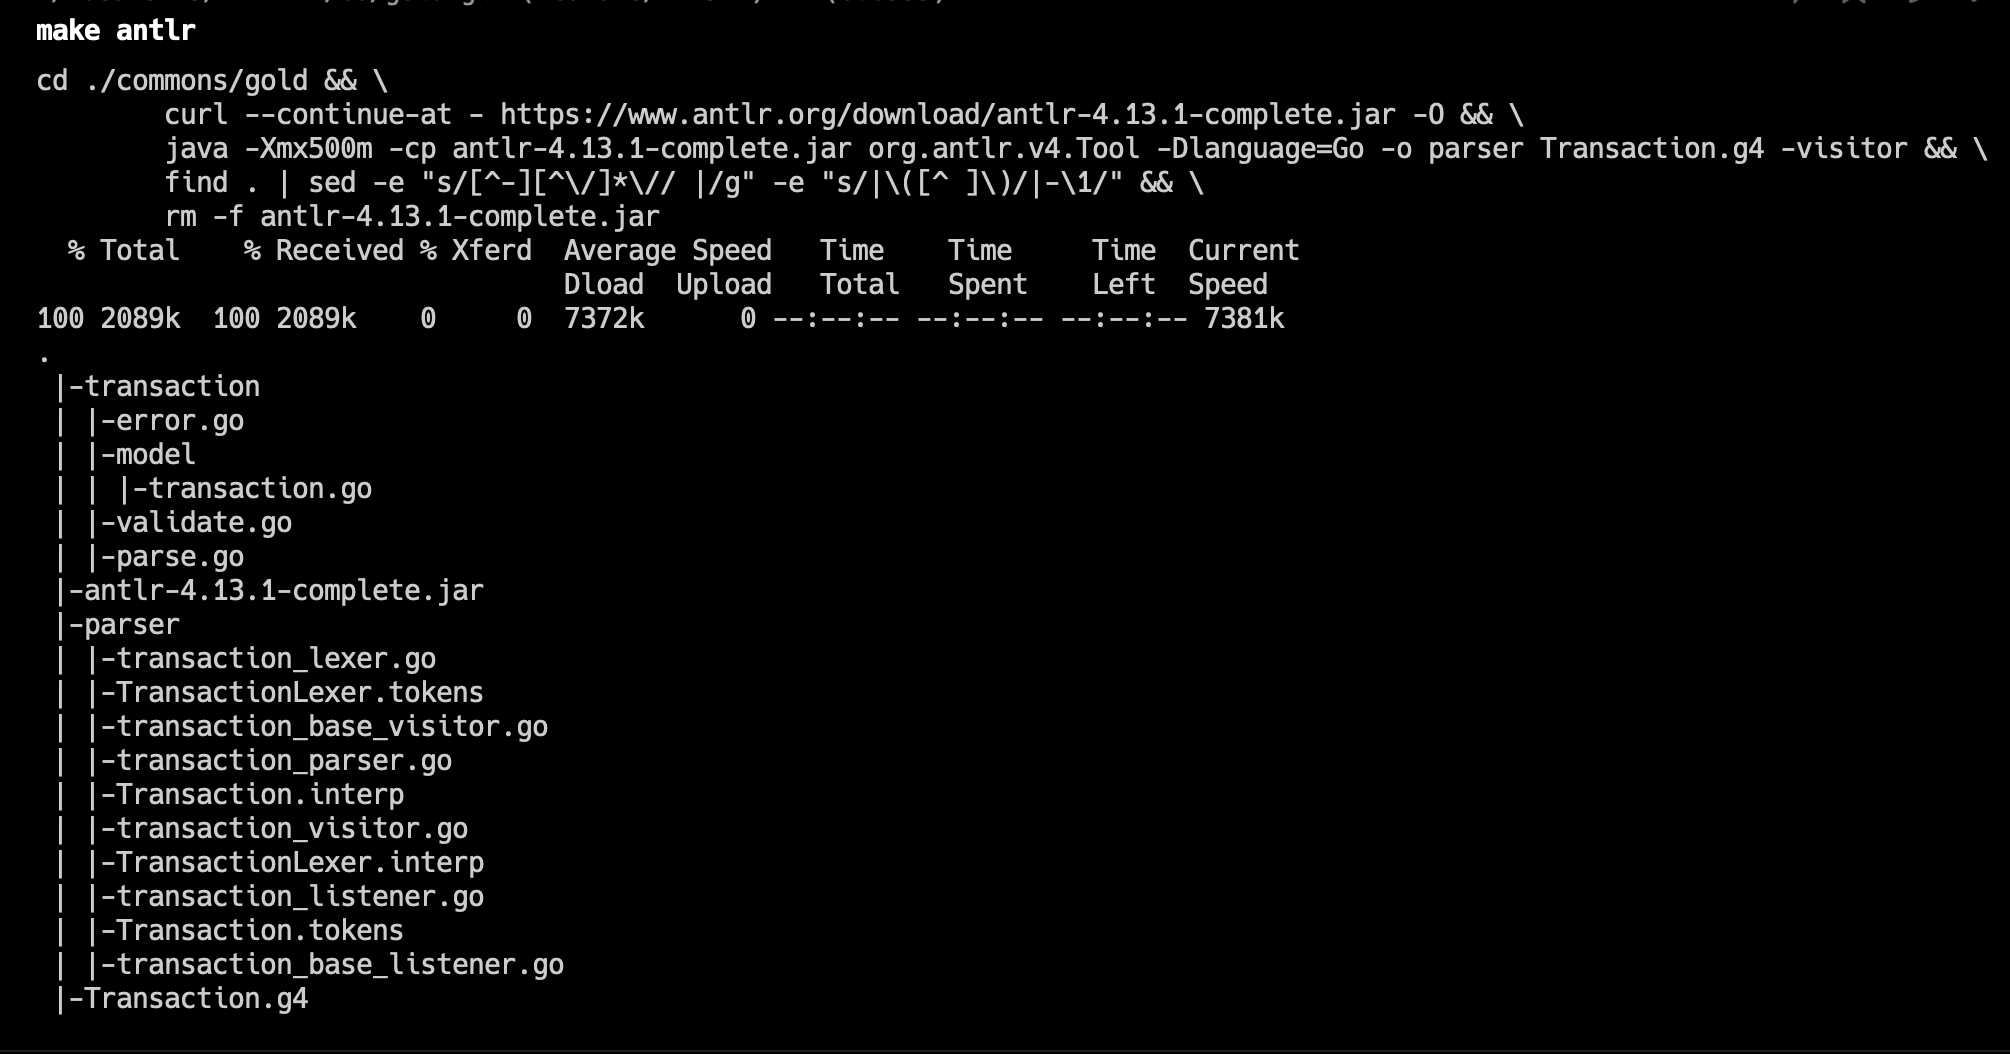 make antlr
cd ./commons/gold && \
        curl --continue-at - https://www.antlr.org/download/antlr-4.13.1-complete.jar -O && \
        java -Xmx500m -cp antlr-4.13.1-complete.jar org.antlr.v4.Tool -Dlanguage=Go -o parser Transaction.g4 -visitor && \
        find . | sed -e "s/[^-][^\/]*\// |/g" -e "s/|\([^ ]\)/|-\1/" && \
        rm -f antlr-4.13.1-complete.jar
  % Total    % Received % Xferd  Average Speed   Time    Time     Time  Current
                                 Dload  Upload   Total   Spent    Left  Speed
100 2089k  100 2089k    0     0  7372k      0 --:--:-- --:--:-- --:--:-- 7381k
.
 |-transaction
 | |-error.go
 | |-model
 | | |-transaction.go
 | |-validate.go
 | |-parse.go
 |-antlr-4.13.1-complete.jar
 |-parser
 | |-transaction_lexer.go
 | |-TransactionLexer.tokens
 | |-transaction_base_visitor.go
 | |-transaction_parser.go
 | |-Transaction.interp
 | |-transaction_visitor.go
 | |-TransactionLexer.interp
 | |-transaction_listener.go
 | |-Transaction.tokens
 | |-transaction_base_listener.go
 |-Transaction.g4